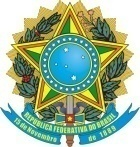 REPÚBLICA FEDERATIVA DO BRASIL
15 de Novembro de 1889